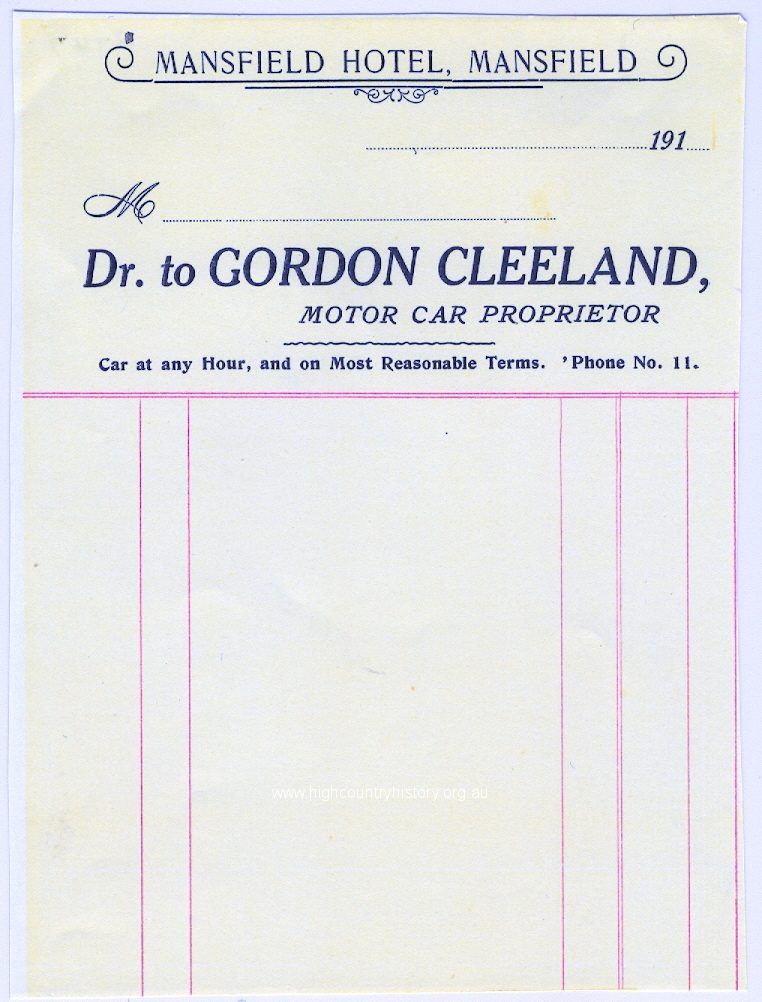 MANSFIELD HOTEL, MANSFIELD
191
M
Dr. to GORDON CLEELAND,
MOTOR CAR PROPRIETOR
Car at any Hour, and on Most Reasonable Terms. 'Phone No. 11.
www.highcountryhistory.org.au